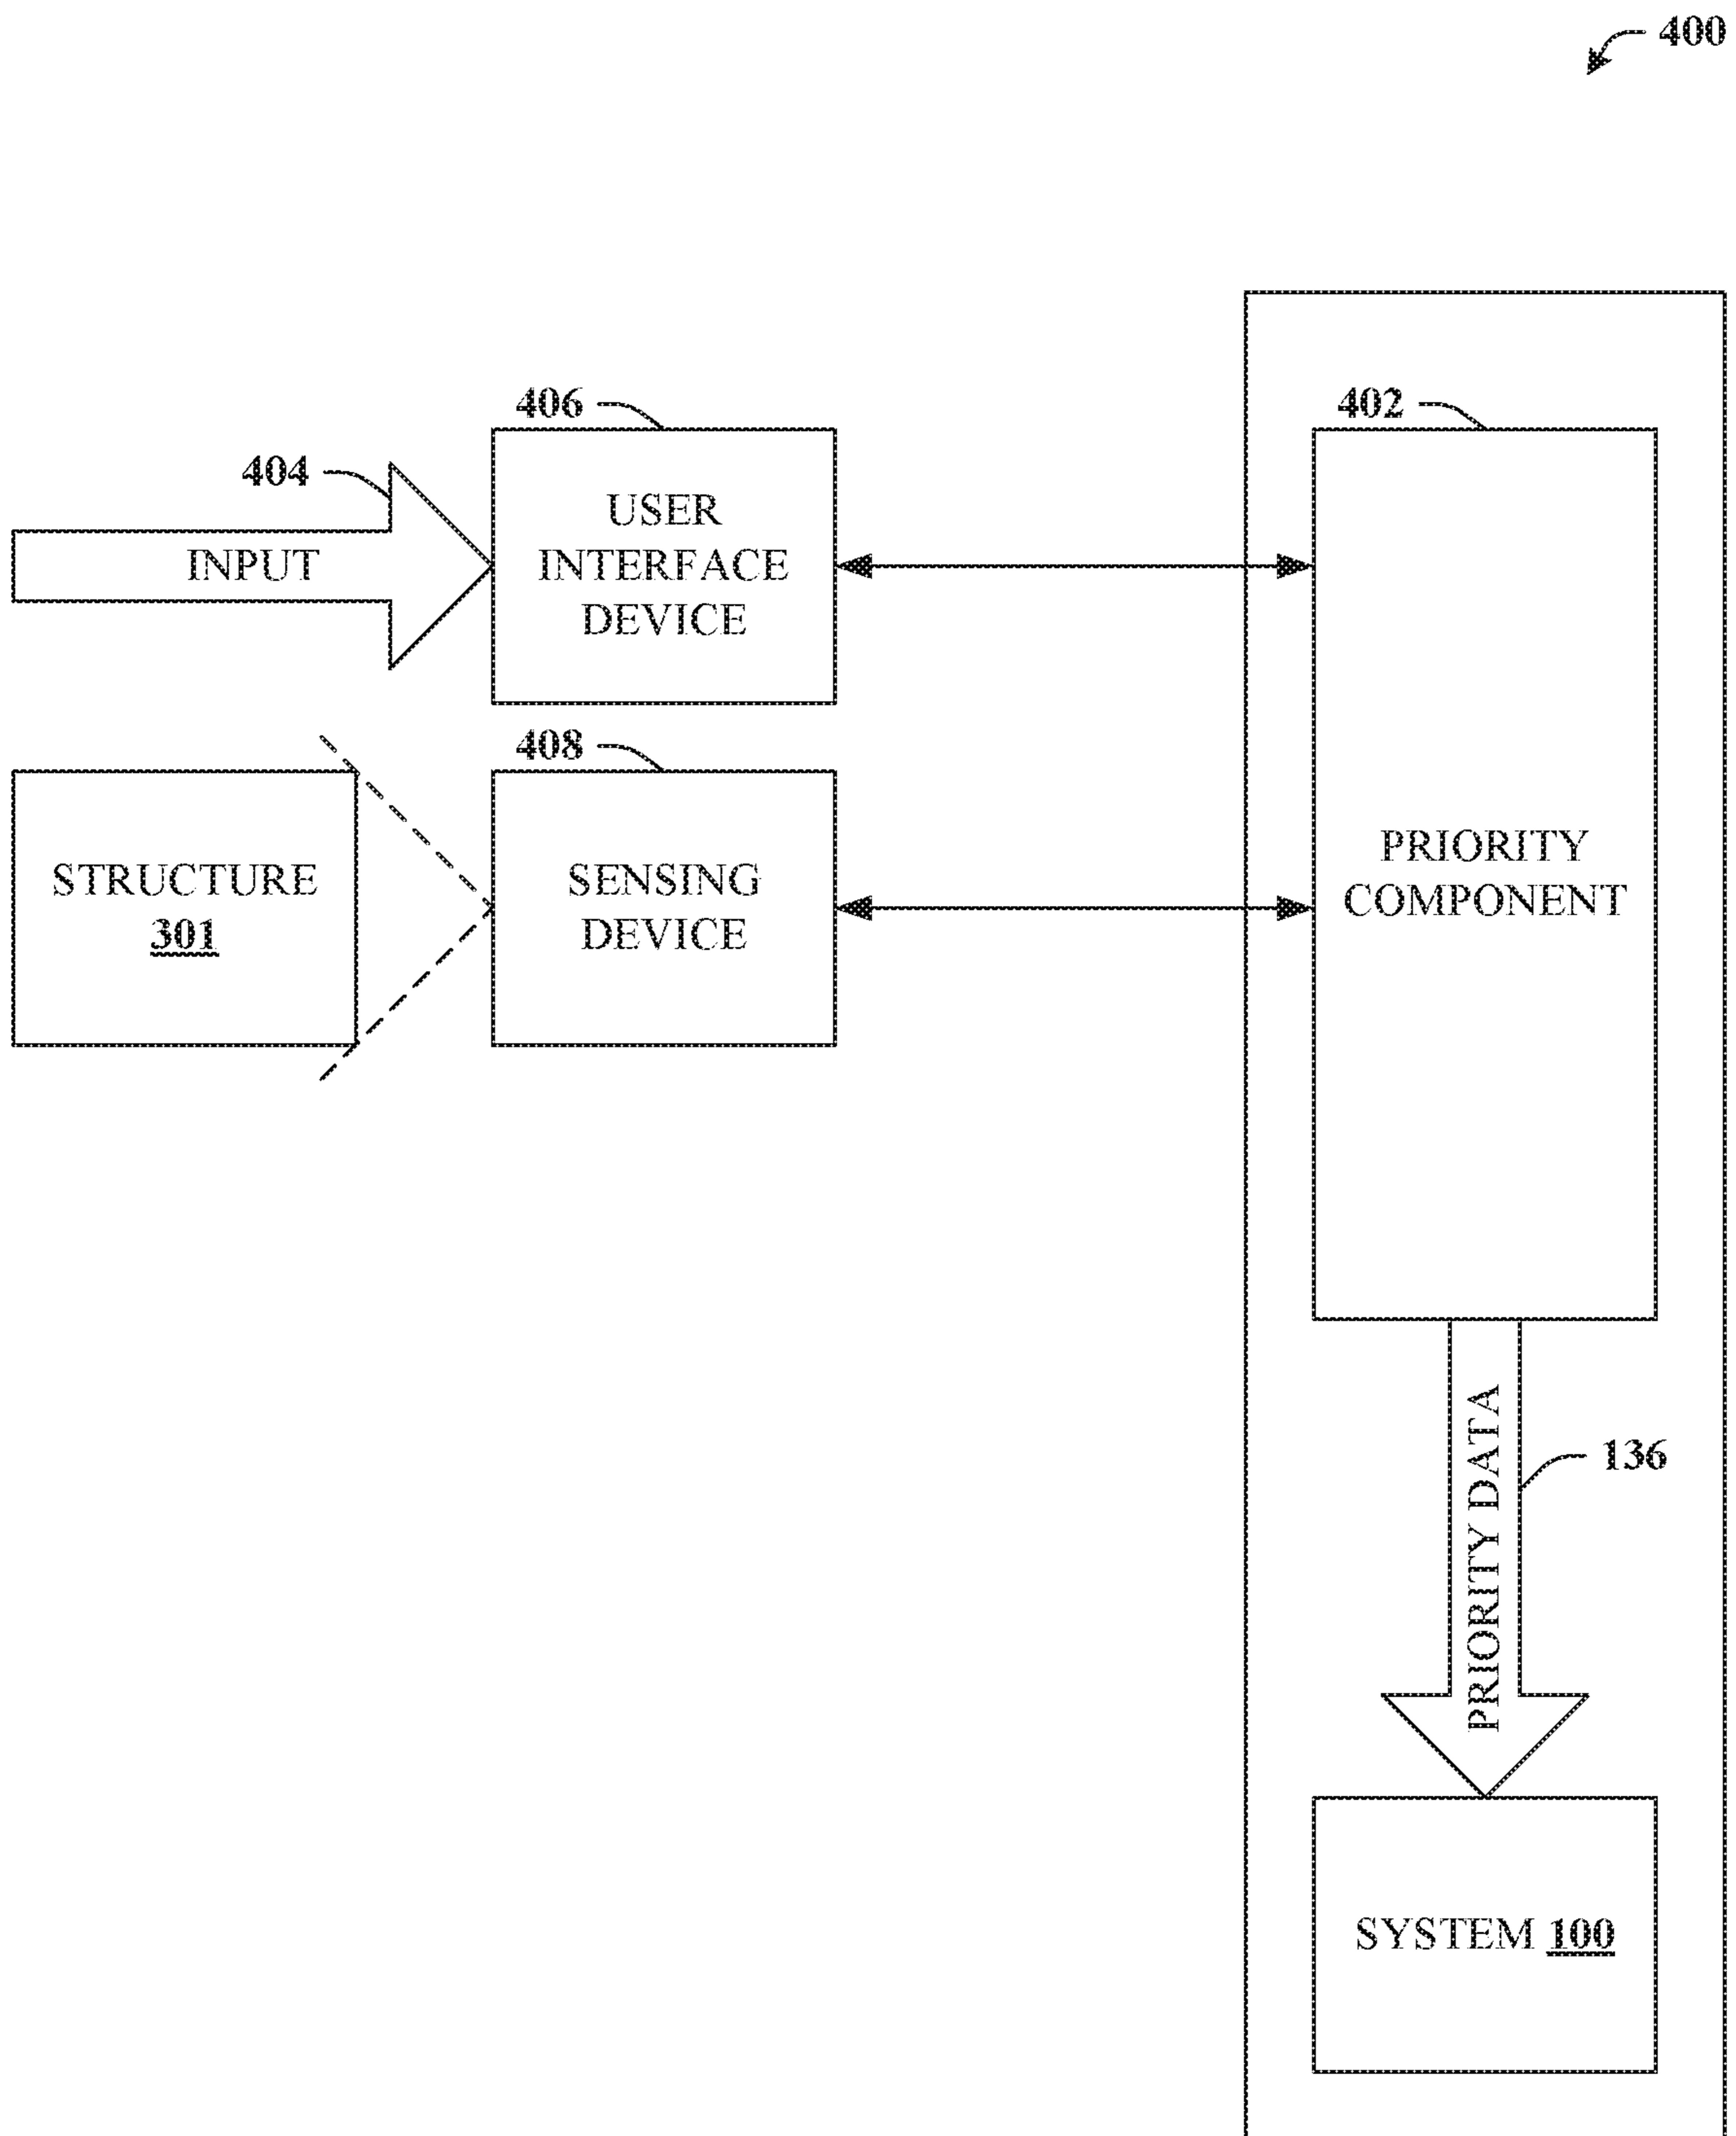 400
406
402
404
USER
INTERFACE
DEVICE
INPUT
408
STRUCTURE
301
SENSING
DEVICE
PRIORITY
COMPONENT
PRIORITY DATA
136
SYSTEM 100